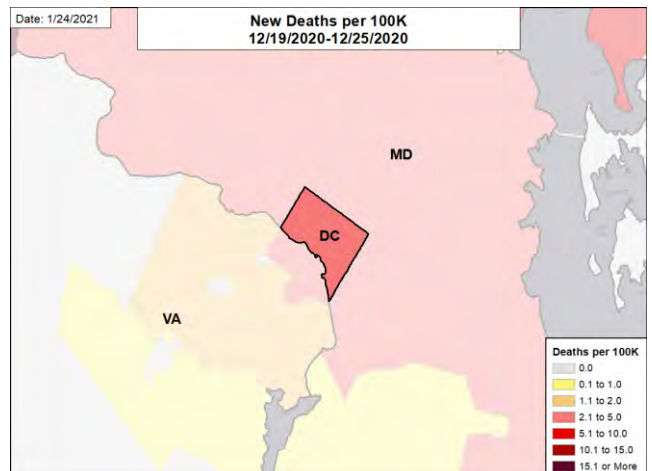 Date: 1/24/2021
New Deaths per 100K
12/19/2020-12/25/2020
MD
DC
VA
Deaths per 100K
0.0
0.1 to 1.0
1.1 to 2.0
2.1 to 5.0
5.1 to 10.0
10.1 to 15.0
15.1 or More